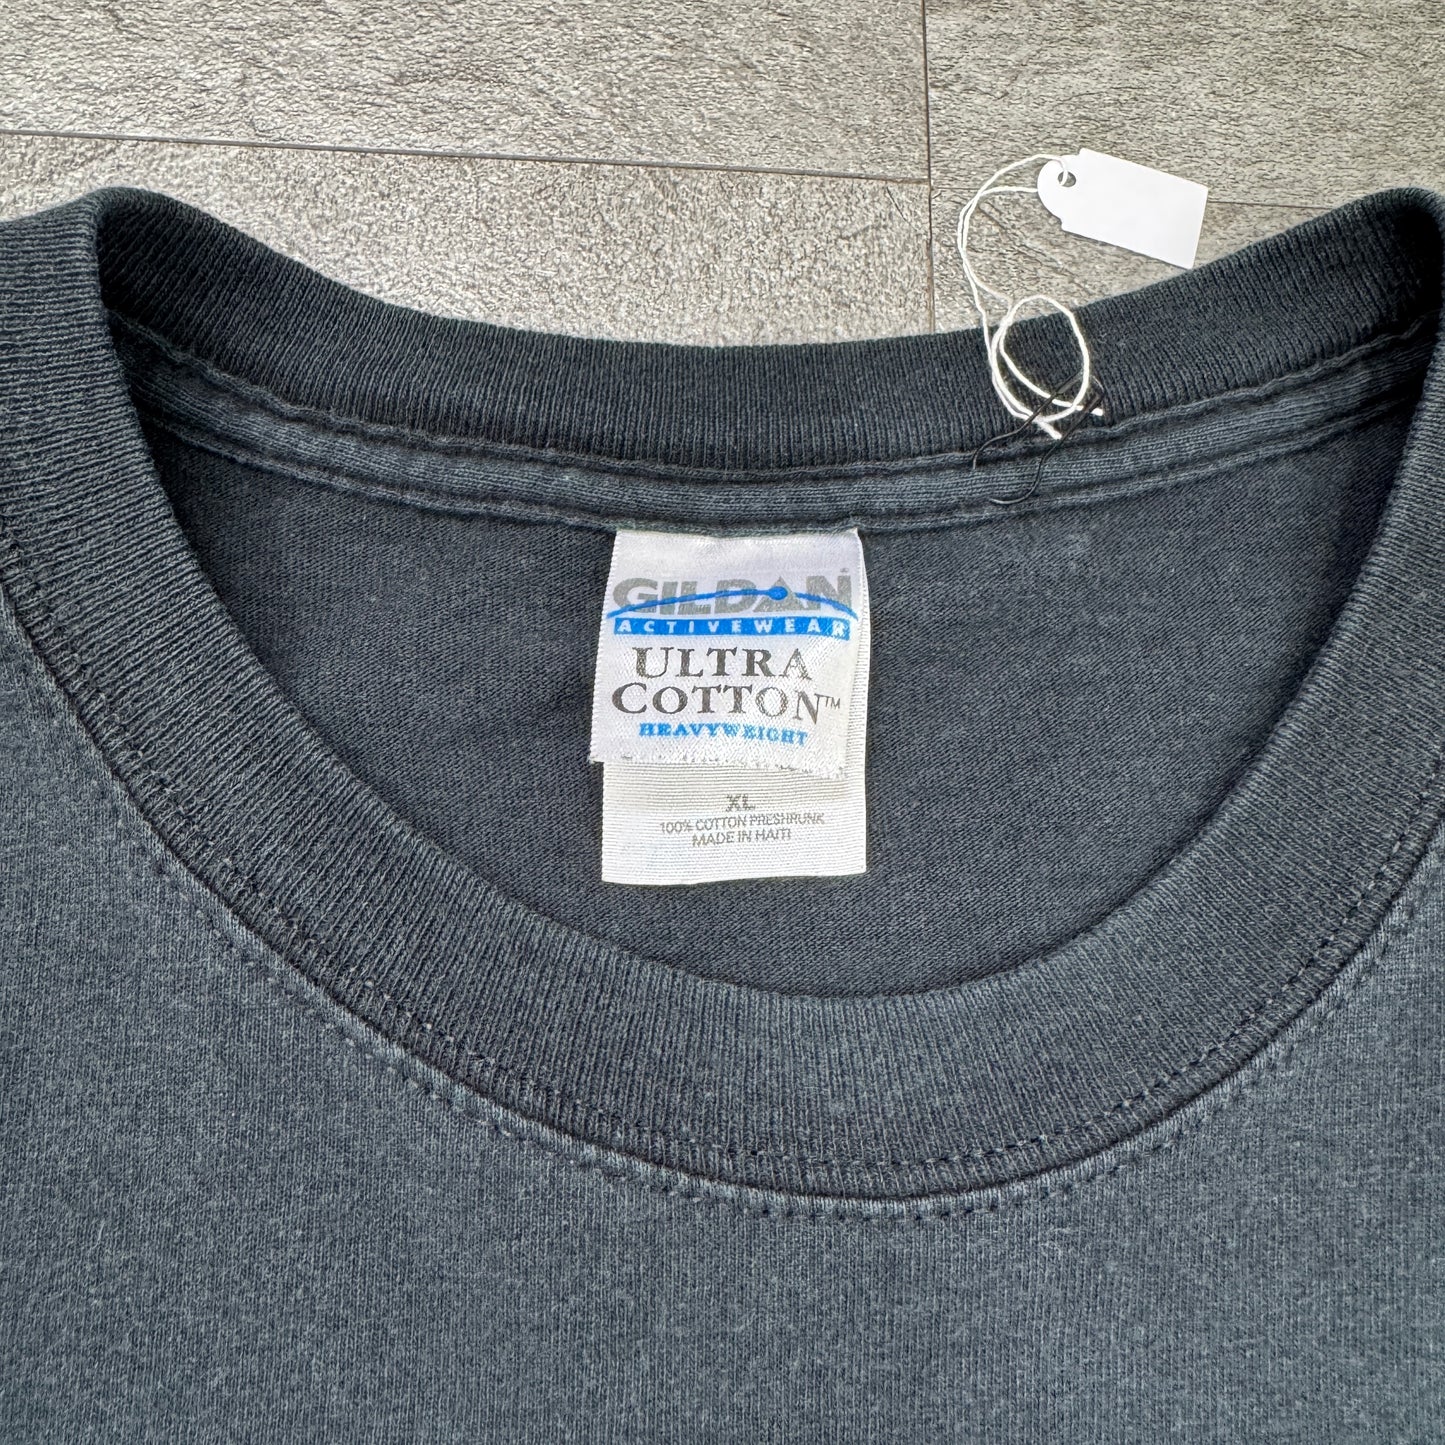 GILDAN®
ACTIVEWEAR
ULTRA
COTTON™
HEAVYWEIGHT
XL
100% COTTON PRESHRUNK
MADE IN HAITI